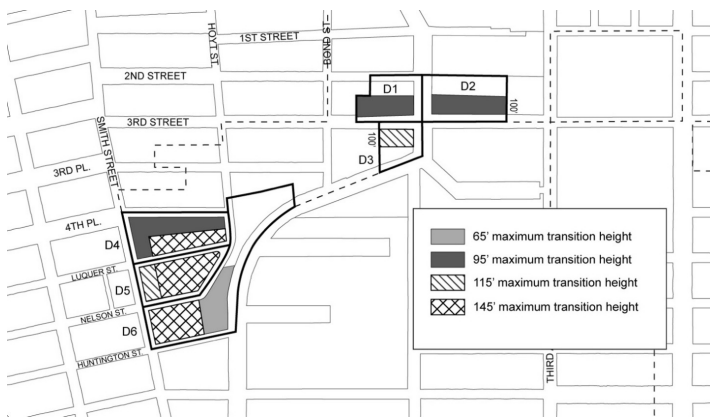 HOYT ST.
BOND ST
1ST STREET
2ND STREET
3RD STREET
SMITH STREET
3RD PL.
4TH PL.
D1
D2
100'
100'
D3
D4
LUQUER ST.
D5
NELSON ST.
D6
HUNTINGTON ST.
THIRD
65' maximum transition height
95' maximum transition height
115' maximum transition height
145' maximum transition height